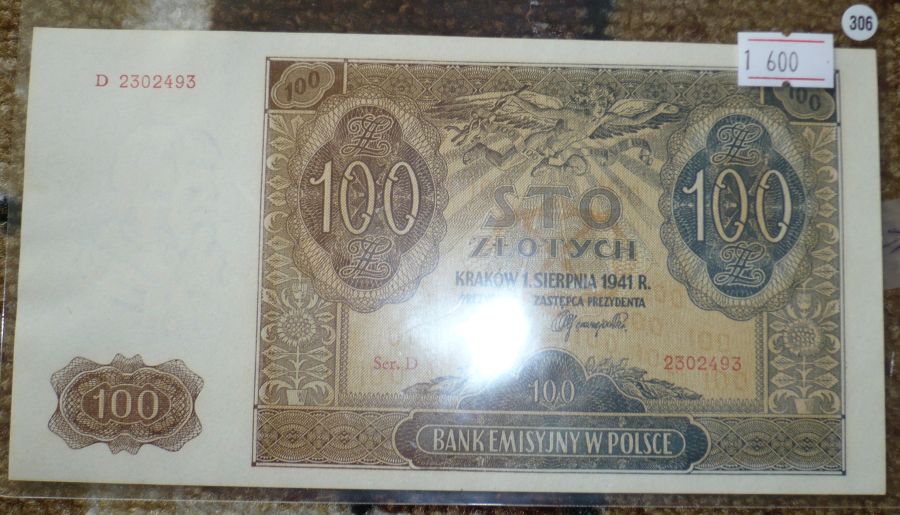 306
1 600
D 2302493
100
100
100
100
STO
ZŁOTYCH
KRAKÓW 1. SIERPNIA 1941 R.
ZASTĘPCA PREZYDENTA
Ser. D
2302493
100
100
BANK EMISYJNY W POLSCE